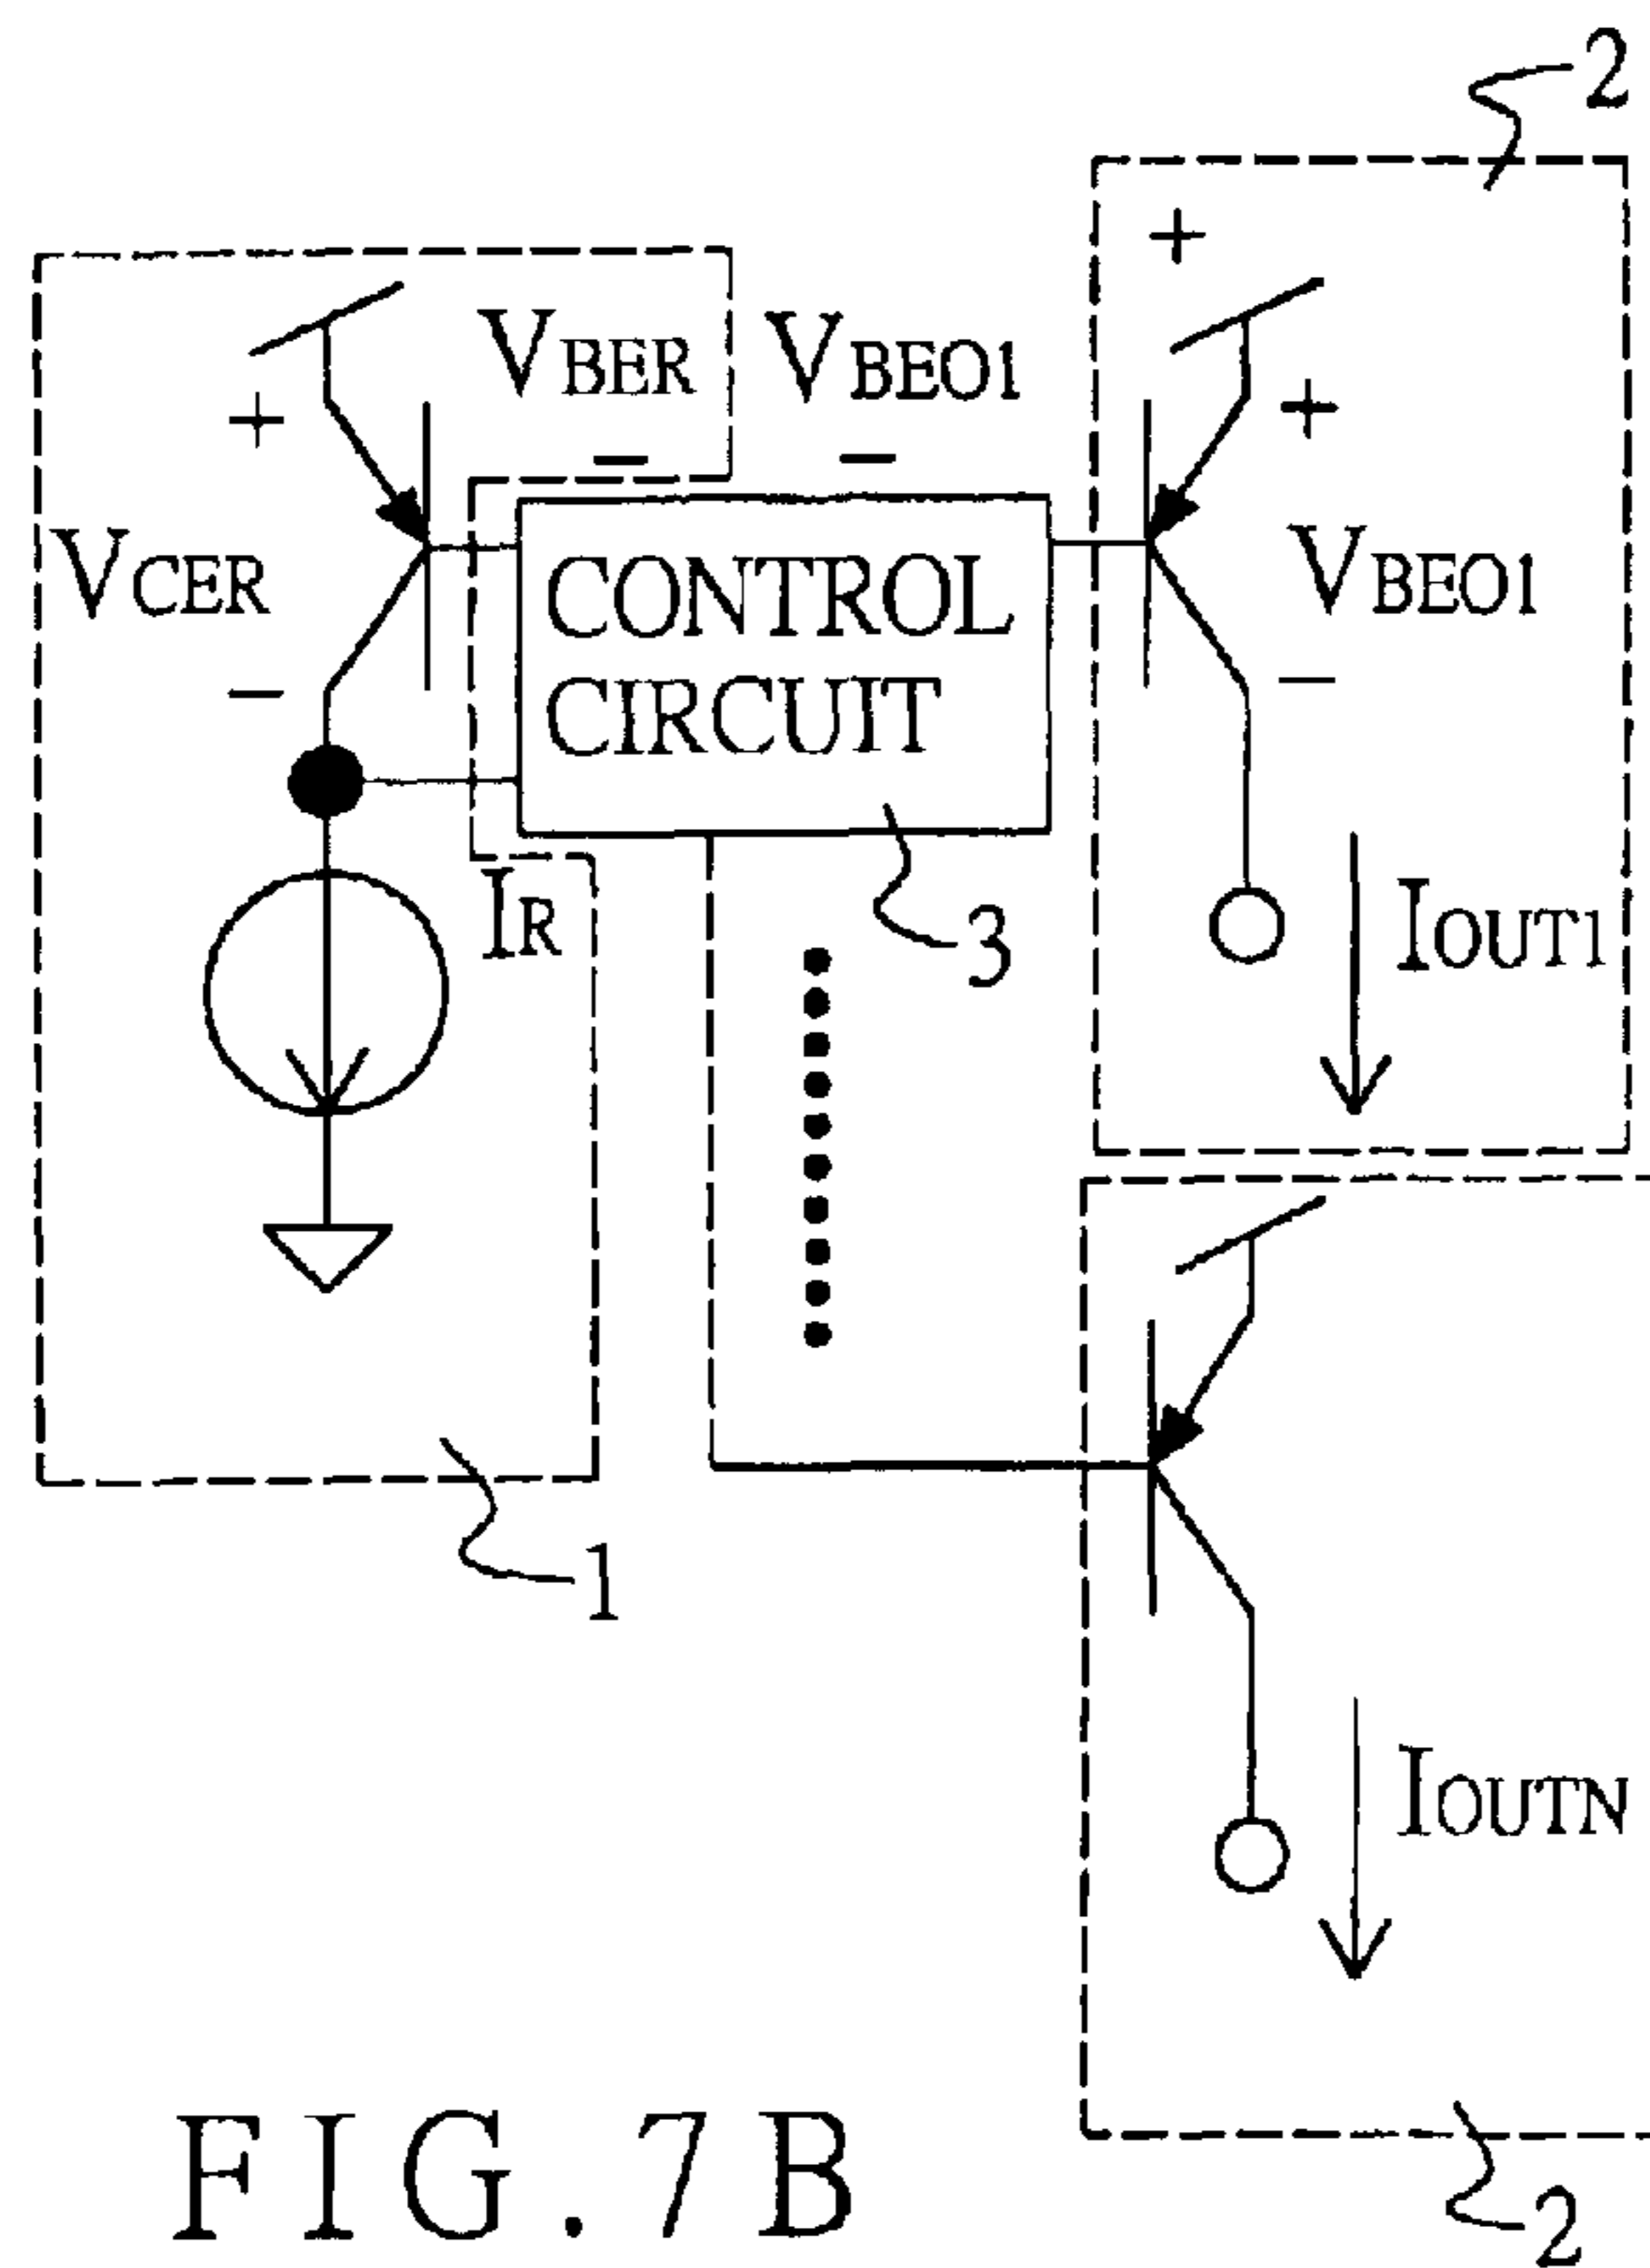 2
+
VBER VBEO1
+ − − +
VCER
CONTROL
CIRCUIT
VBEO1
− −
IR
3
IOUT1
1
IOUTN
2
FIG.7B